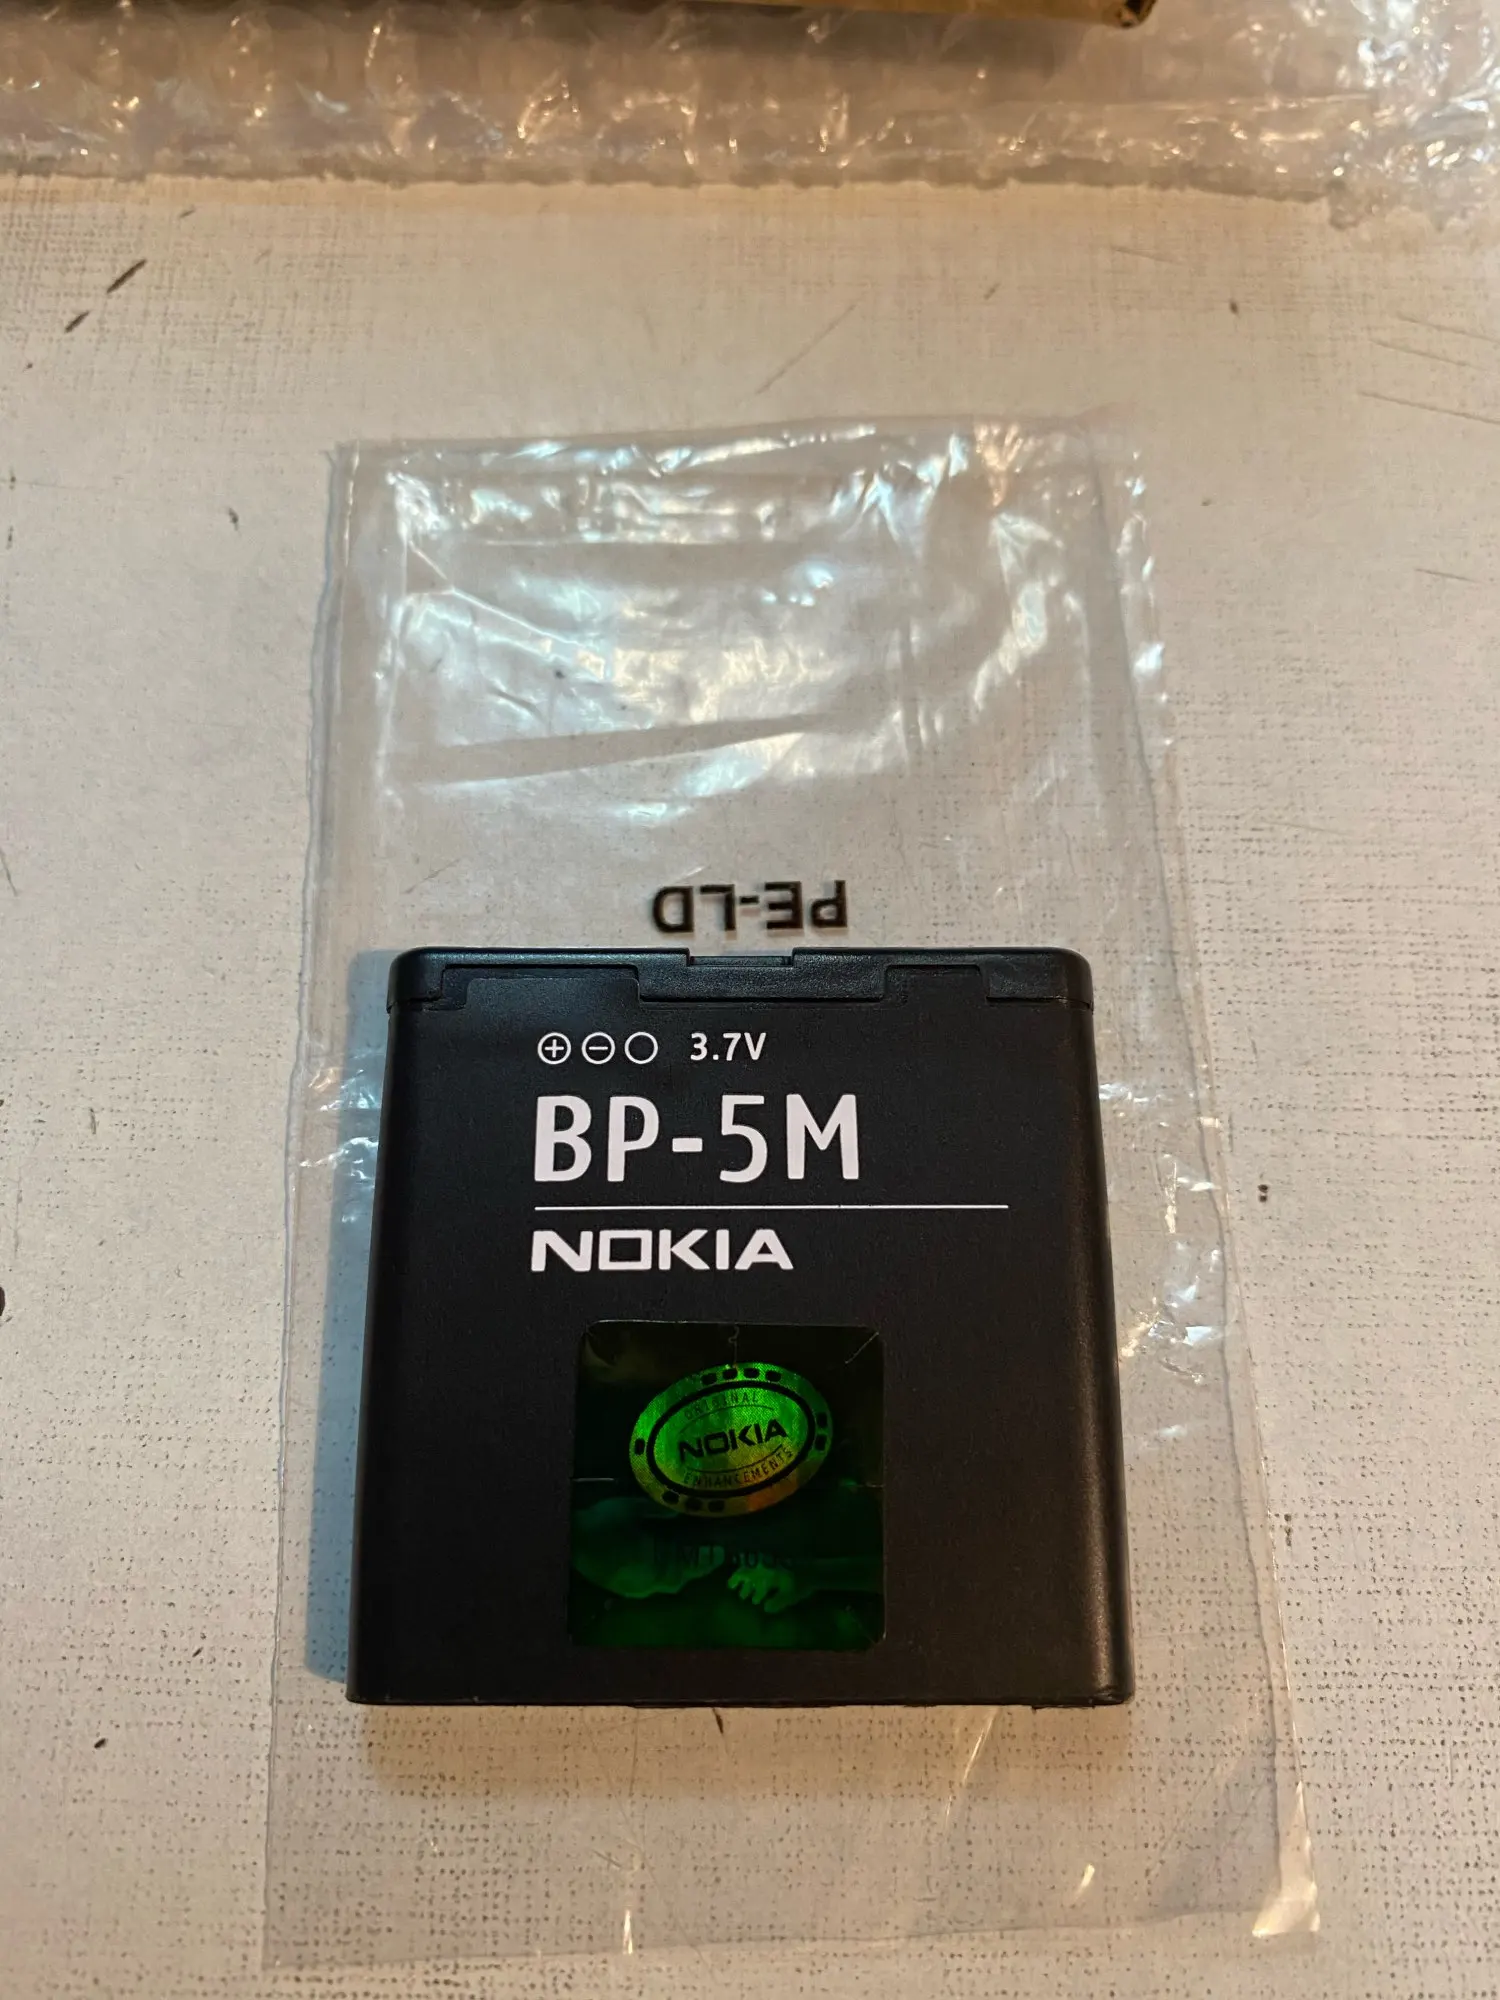 PE-LD
3.7V
BP-5M
NOKIA
ORIGINAL
NOKIA
ENHANCEMENTS